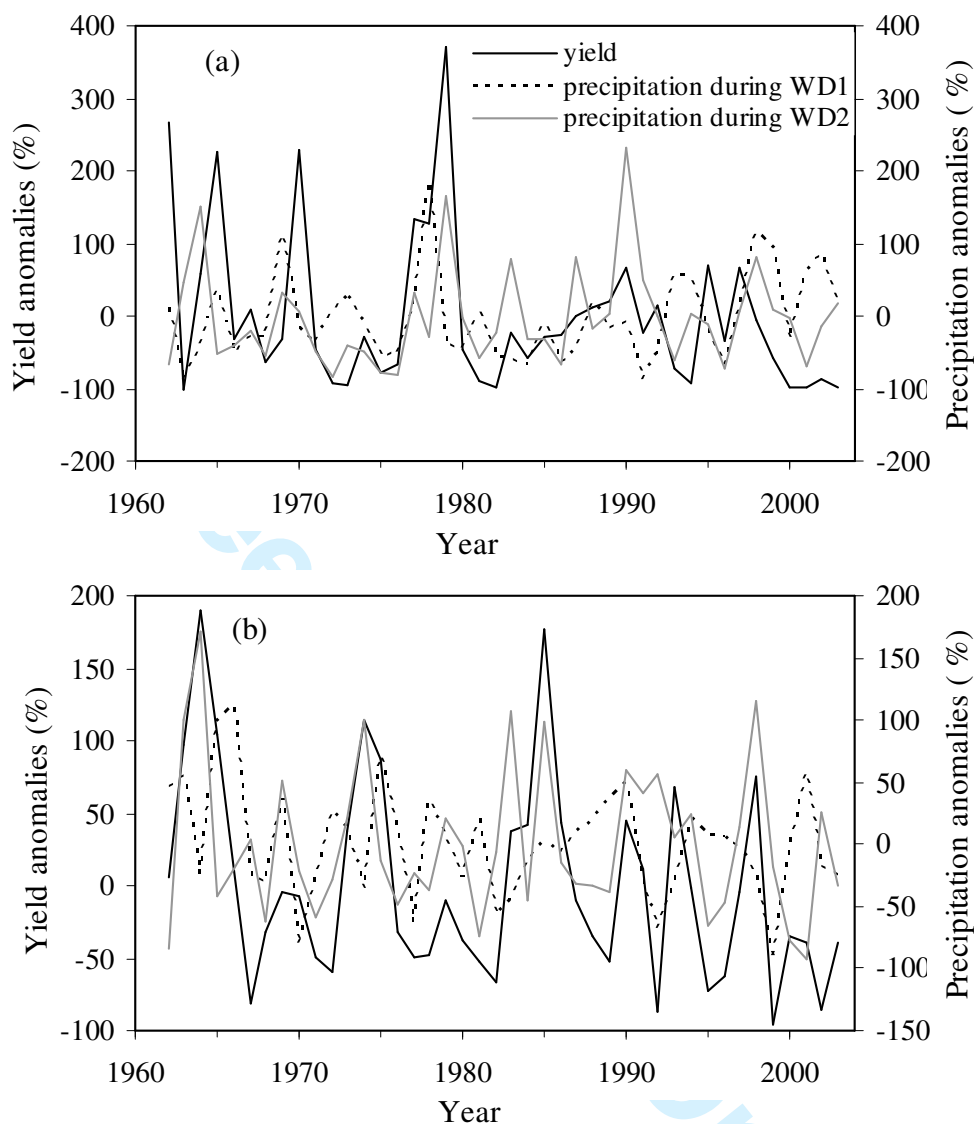 (a)
yield
precipitation during WD1
precipitation during WD2
400
300
200
100
0
-100
-200
Yield anomalies (%)
400
300
200
100
0
-100
-200
Precipitation anomalies ( %)
1960 1970 1980 1990 2000
Year
(b)
200
150
100
50
0
-50
-100
Yield anomalies (%)
200
150
100
50
0
-50
-100
-150
Precipitation anomalies ( %)
1960 1970 1980 1990 2000
Year